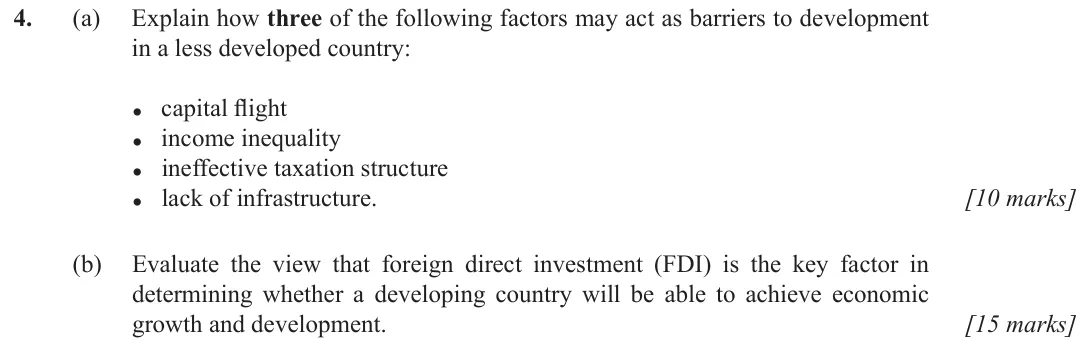 4. (a) Explain how three of the following factors may act as barriers to development
in a less developed country:
• capital flight
• income inequality
• ineffective taxation structure
• lack of infrastructure. [10 marks]
(b) Evaluate the view that foreign direct investment (FDI) is the key factor in
determining whether a developing country will be able to achieve economic
growth and development. [15 marks]